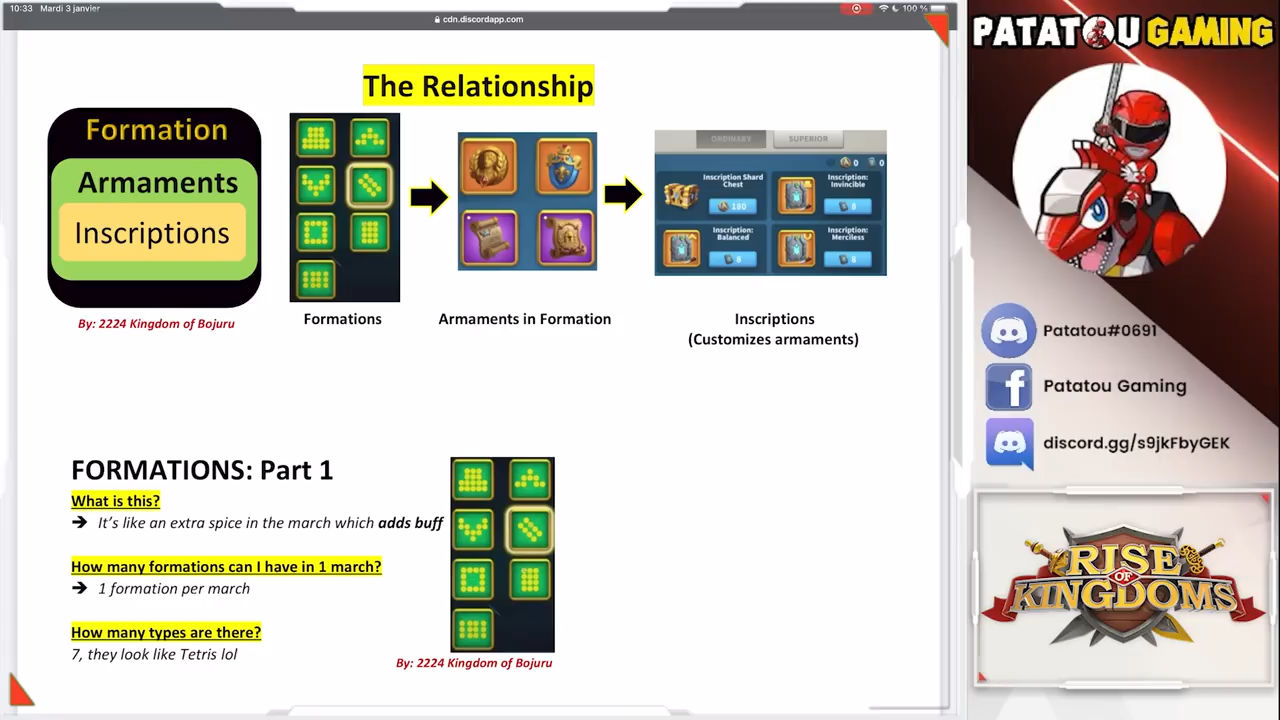 10:33 Mardi 3 janvier
cdn.discordapp.com
100 %
PATATOU GAMING
The Relationship
Formation
Armaments
Inscriptions
By: 2224 Kingdom of Bojuru
Formations
Armaments in Formation
ORDINARY
SUPERIOR
0
0
Inscription Shard
Chest
180
Inscription:
Invincible
Inscription:
Balanced
Inscription:
Merciless
Inscriptions
(Customizes armaments)
Patatou#0691
Patatou Gaming
discord.gg/s9jkFbyGEK
FORMATIONS: Part 1
What is this?
➔ It's like an extra spice in the march which adds buff
How many formations can I have in 1 march?
➔ 1 formation per march
How many types are there?
7, they look like Tetris lol
By: 2224 Kingdom of Bojuru
RISE
OF
KINGDOMS